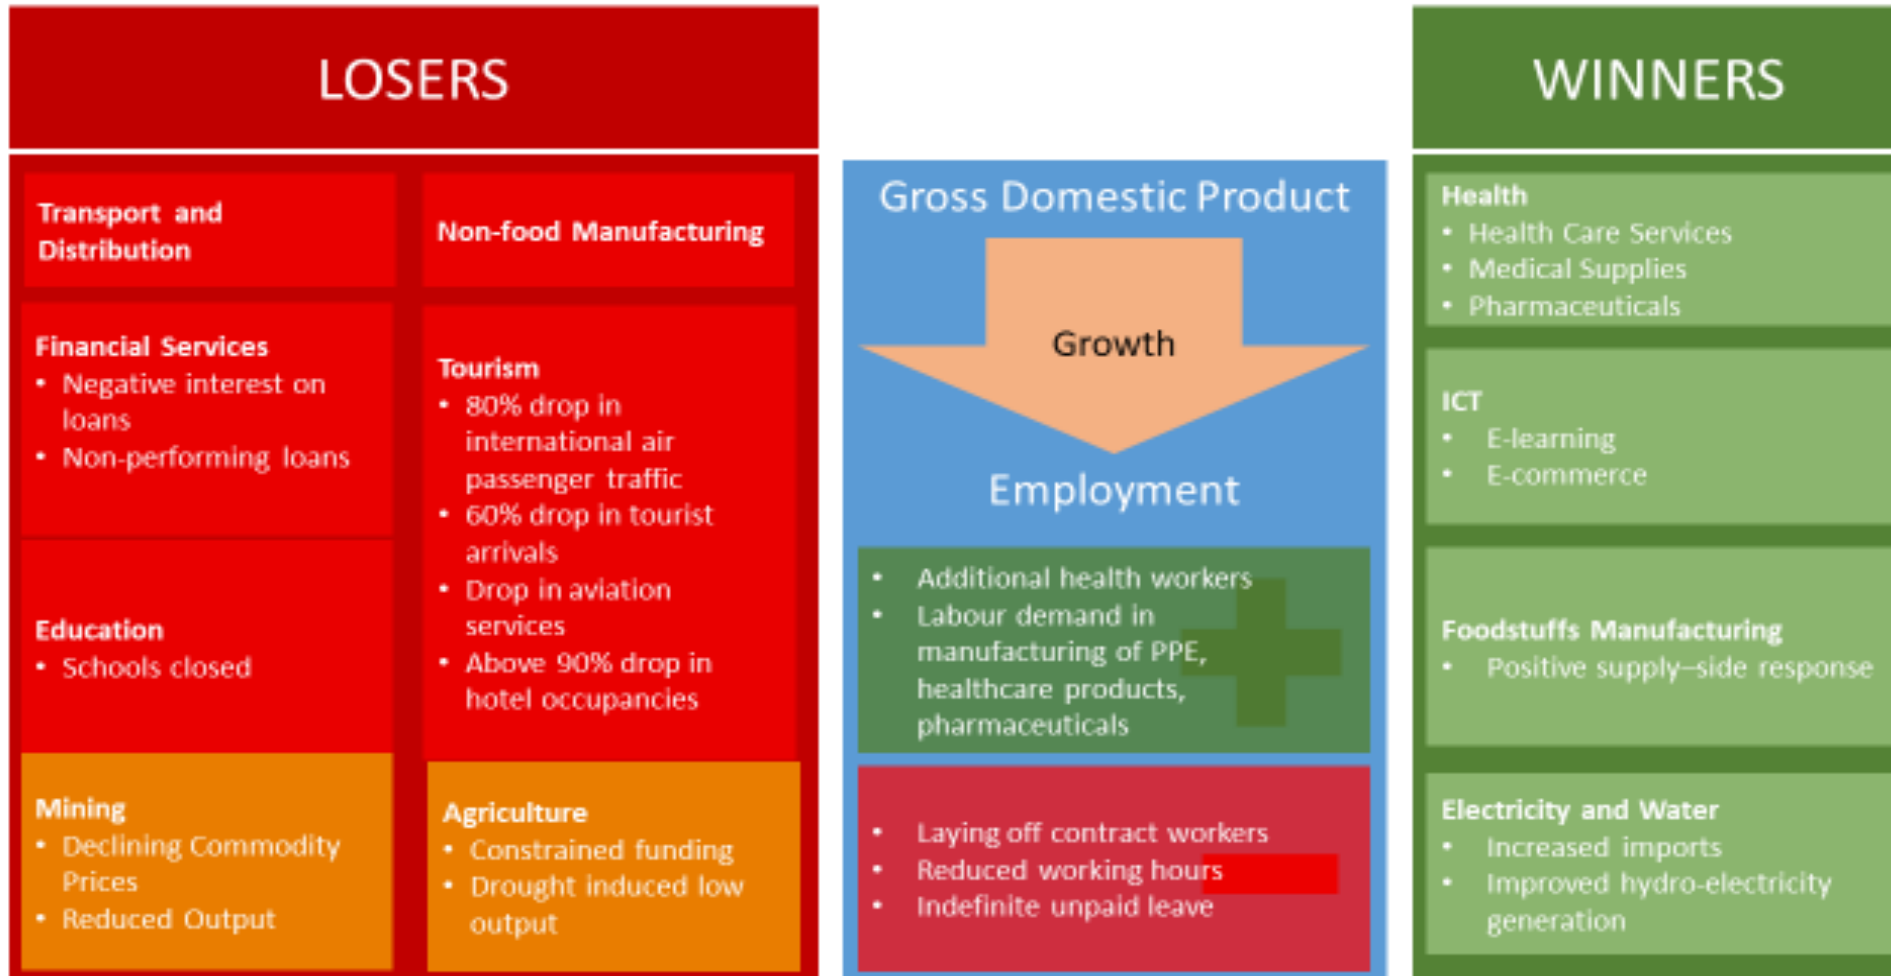 LOSERS
Transport and
Distribution
Non-food Manufacturing
Financial Services
• Negative interest on
loans
• Non-performing loans
Tourism
• 80% drop in
international air
passenger traffic
• 60% drop in tourist
arrivals
• Drop in aviation
services
• Above 90% drop in
hotel occupancies
Education
• Schools closed
Mining
• Declining Commodity
Prices
• Reduced Output
Agriculture
• Constrained funding
• Drought induced low
output
Gross Domestic Product
Growth
Employment
• Additional health workers
• Labour demand in
manufacturing of PPE,
healthcare products,
pharmaceuticals
• Laying off contract workers
• Reduced working hours
• Indefinite unpaid leave
WINNERS
Health
• Health Care Services
• Medical Supplies
• Pharmaceuticals
ICT
• E-learning
• E-commerce
Foodstuffs Manufacturing
• Positive supply–side response
Electricity and Water
• Increased imports
• Improved hydro-electricity
generation